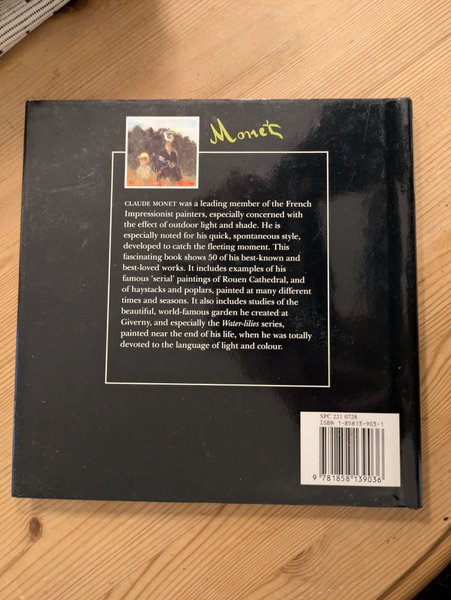 Monet
CLAUDE MONET was a leading member of the French
Impressionist painters, especially concerned with
the effect of outdoor light and shade. He is
especially noted for his quick, spontaneous style,
developed to catch the fleeting moment. This
fascinating book shows 50 of his best-known and
best-loved works. It includes examples of his
famous 'serial' paintings of Rouen Cathedral, and
of haystacks and poplars, painted at many different
times and seasons. It also includes studies of the
beautiful, world-famous garden he created at
Giverny, and especially the Water-lilies series,
painted near the end of his life, when he was totally
devoted to the language of light and colour.
SPC 221 0728
ISBN 1-85813-903-1
9 781858 139036